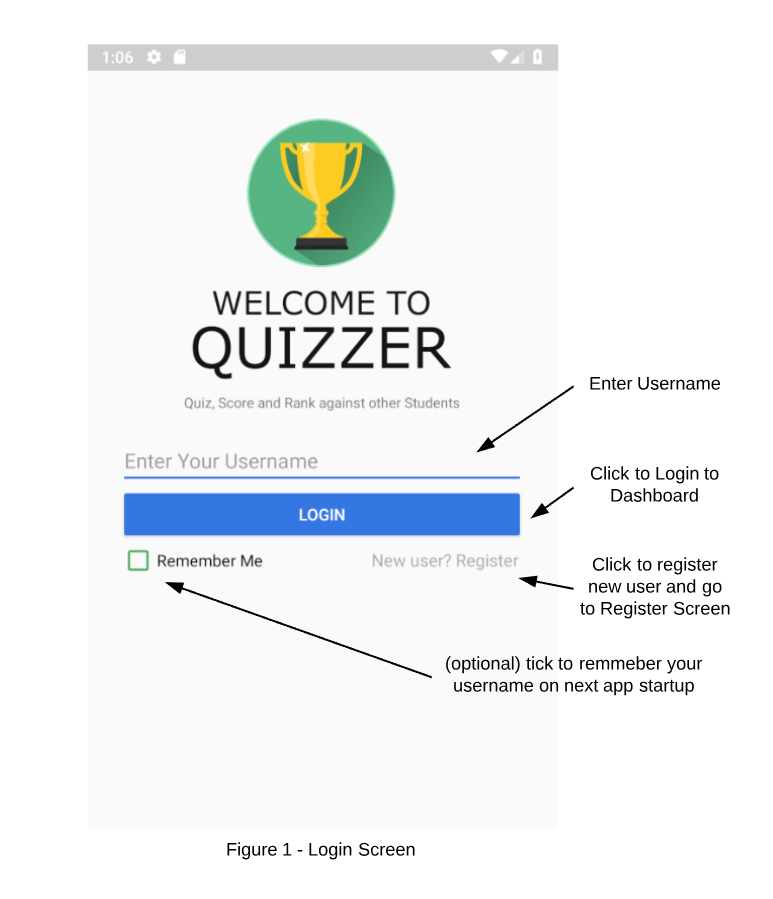 1:06
WELCOME TO
QUIZZER
Quiz, Score and Rank against other Students
Enter Username
Enter Your Username
Click to Login to
Dashboard
LOGIN
Remember Me
New user? Register
Click to register
new user and go
to Register Screen
(optional) tick to remmeber your
username on next app startup
Figure 1 - Login Screen